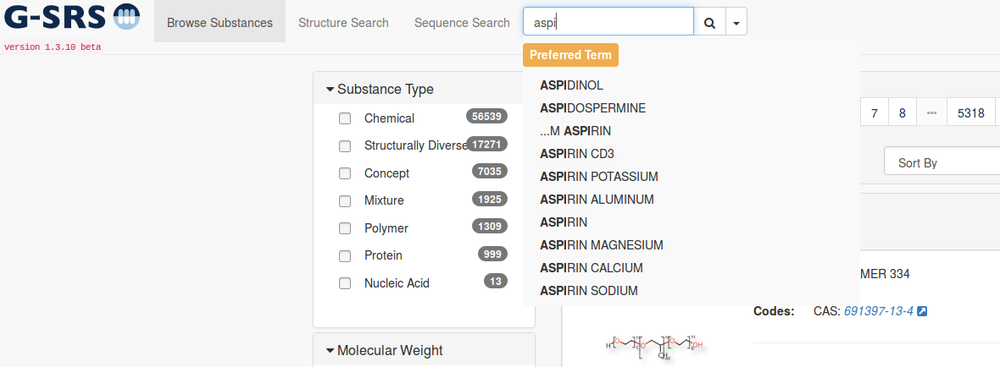 G-SRS
Browse Substances
Structure Search
Sequence Search
aspi
version 1.3.10 beta
Preferred Term
ASPIDINOL
ASPIDOSPERMINE
...M ASPIRIN
ASPIRIN CD3
ASPIRIN POTASSIUM
ASPIRIN ALUMINUM
ASPIRIN
ASPIRIN MAGNESIUM
ASPIRIN CALCIUM
ASPIRIN SODIUM
Substance Type
Chemical 56539
Structurally Diverse 17271
Concept 7035
Mixture 1925
Polymer 1309
Protein 999
Nucleic Acid 13
Molecular Weight
7 8 ... 5318
Sort By
MER 334
Codes: CAS: 691397-13-4